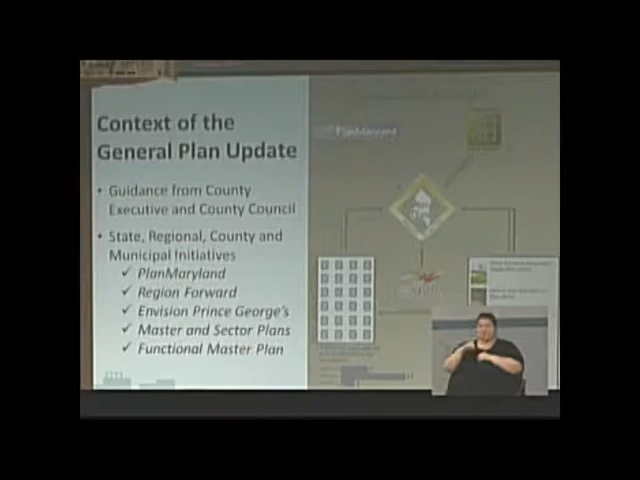 Context of the
General Plan Update
• Guidance from County
Executive and County Council
• State, Regional, County and
Municipal Initiatives
✓ PlanMaryland
✓ Region Forward
✓ Envision Prince George's
✓ Master and Sector Plans
✓ Functional Master Plan
PlanMaryland